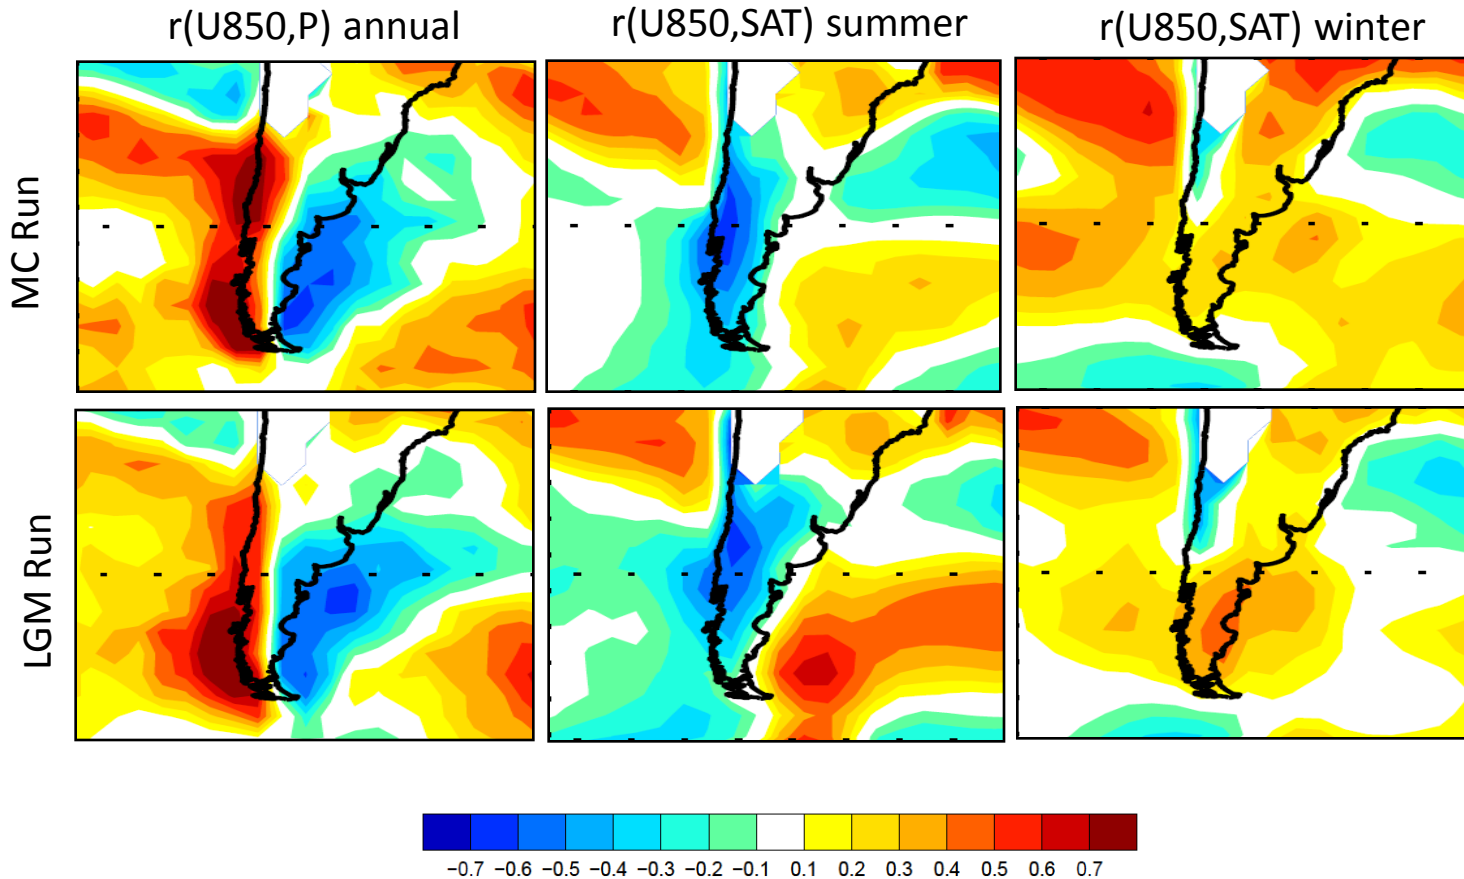 r(U850,P) annual
r(U850,SAT) summer
r(U850,SAT) winter
MC Run
LGM Run
−0.7 −0.6 −0.5 −0.4 −0.3 −0.2 −0.1 0.1 0.2 0.3 0.4 0.5 0.6 0.7